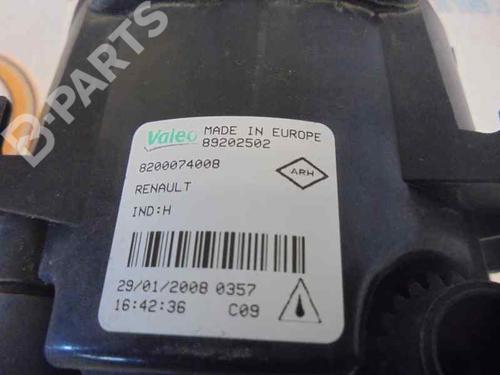 B-PARTS
Valeo MADE IN EUROPE
89202502
8200074008
ARH
RENAULT
IND:H
29/01/2008 0357
16:42:36 C09